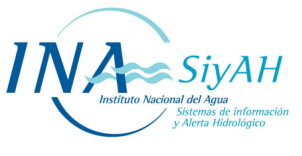 INA SiyAH
Instituto Nacional del Agua
Sistemas de información
y Alerta Hidrológico